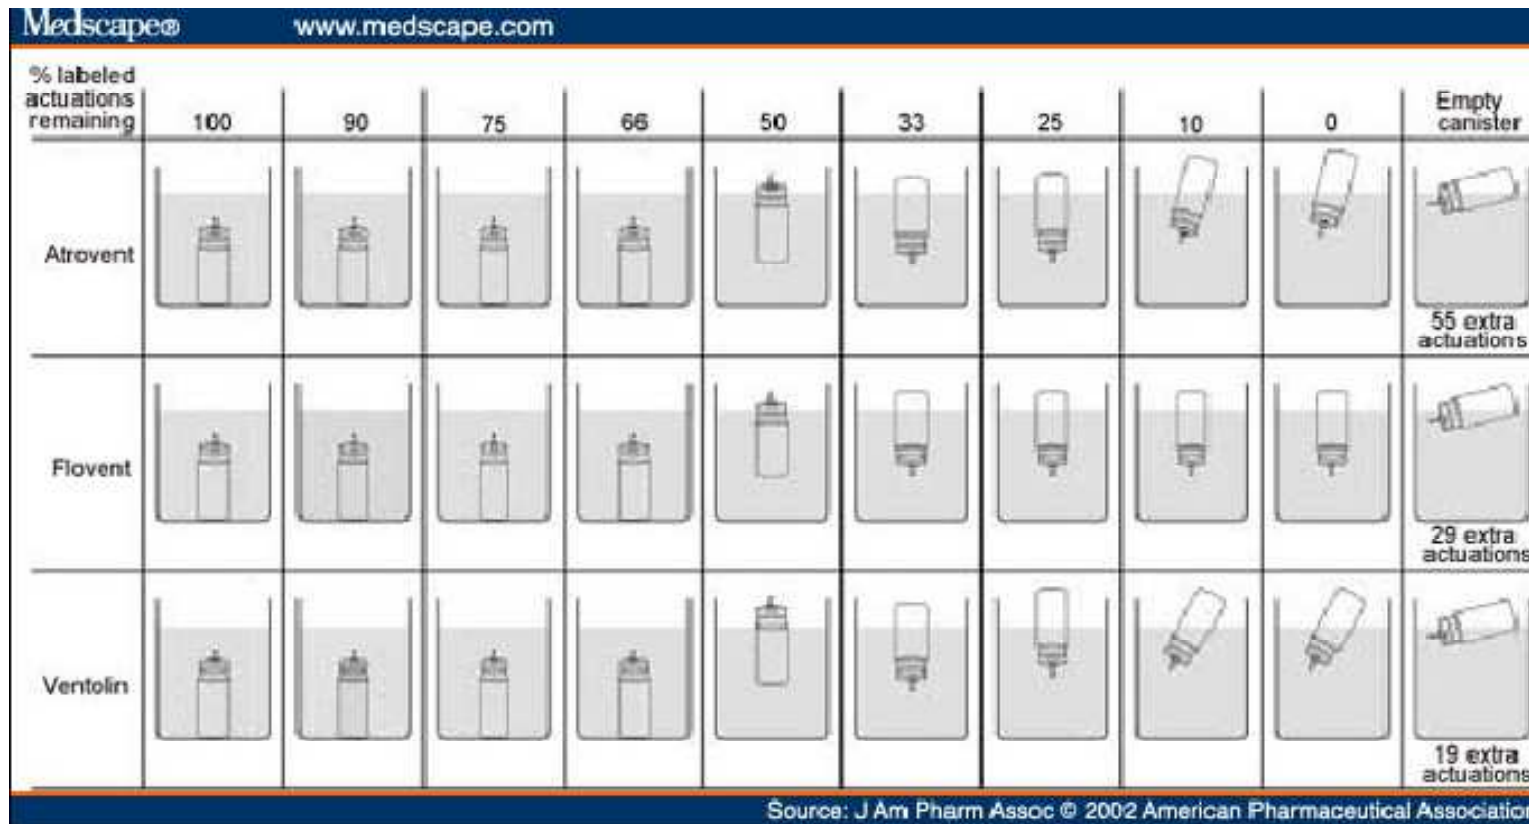 Medscape® www.medscape.com
% labeled
actuations
remaining
100 90 75 66 50 33 25 10 0 Empty
canister
Atrovent
55 extra
actuations
Flovent
29 extra
actuations
Ventolin
19 extra
actuations
Source: J Am Pharm Assoc © 2002 American Pharmaceutical Association